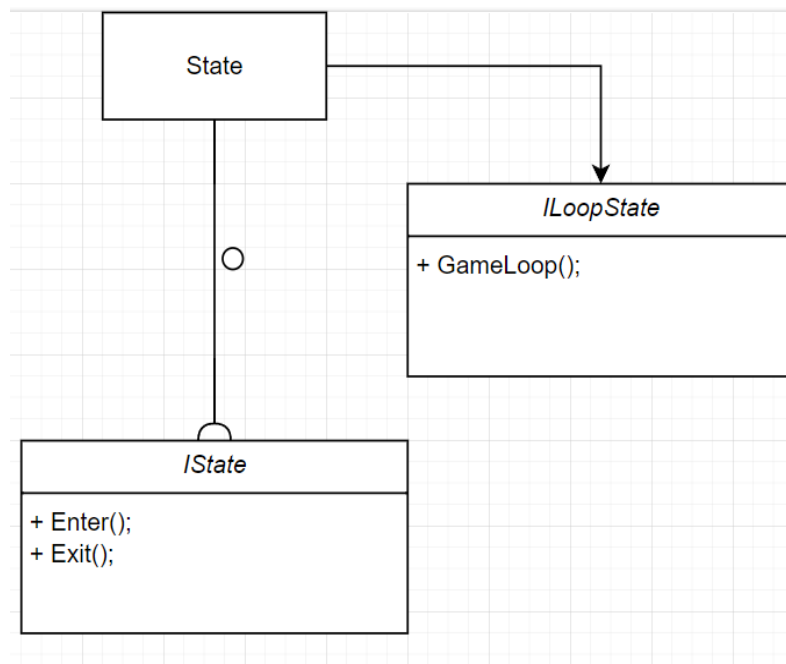 State
ILoopState
+ GameLoop();
IState
+ Enter();
+ Exit();